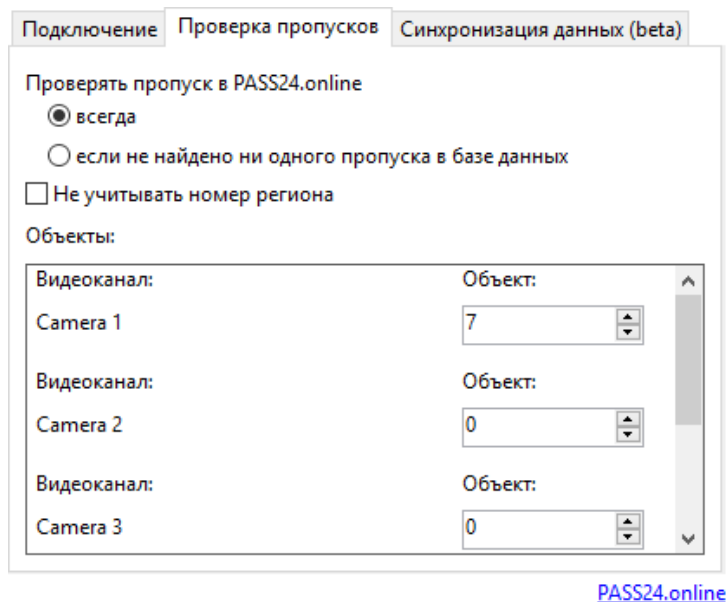 Подключение Проверка пропусков Синхронизация данных (beta)
Проверять пропуск в PASS24.online
всегда
если не найдено ни одного пропуска в базе данных
Не учитывать номер региона
Объекты:
Видеоканал: Объект:
Camera 1 7
Видеоканал: Объект:
Camera 2 0
Видеоканал: Объект:
Camera 3 0
PASS24.online